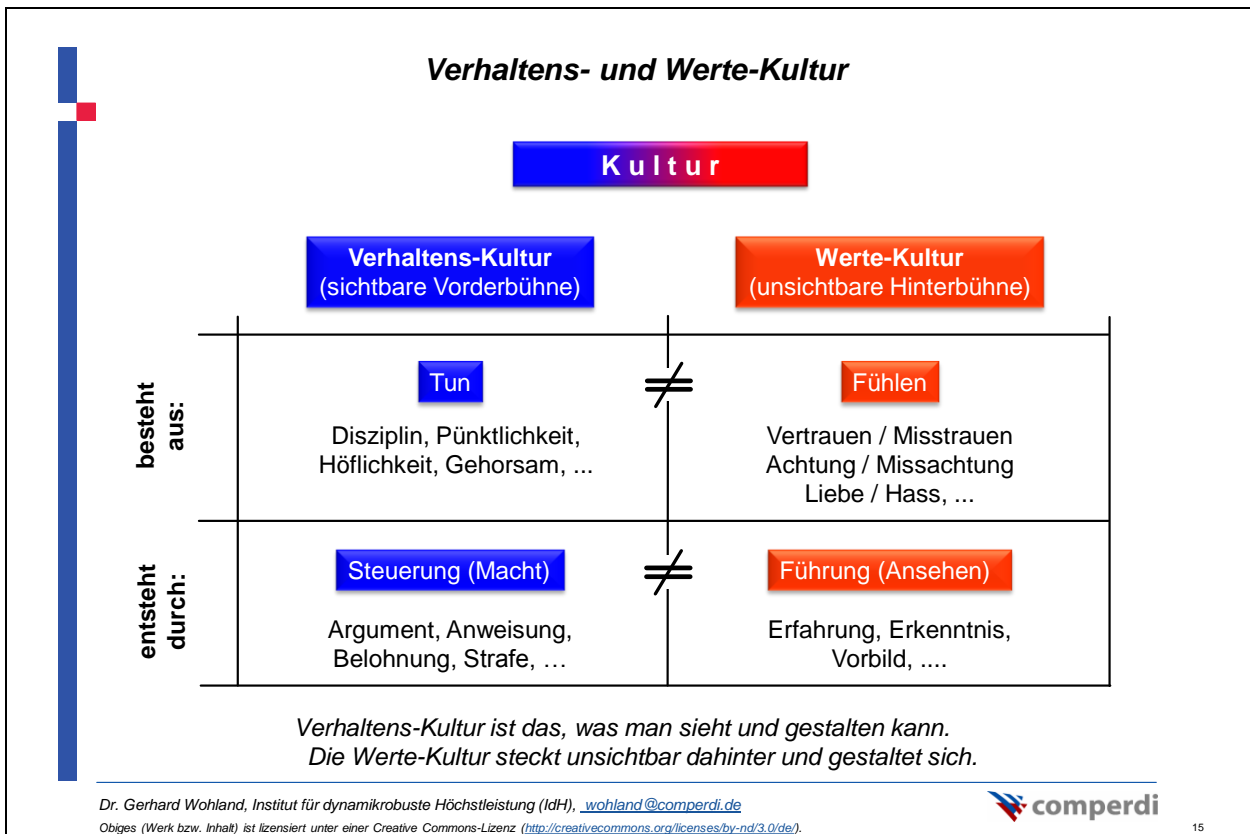 Verhaltens- und Werte-Kultur
Kultur
Verhaltens-Kultur
(sichtbare Vorderbühne)
Werte-Kultur
(unsichtbare Hinterbühne)
besteht
aus:
Tun
Disziplin, Pünktlichkeit,
Höflichkeit, Gehorsam, ...
≠
Fühlen
Vertrauen / Misstrauen
Achtung / Missachtung
Liebe / Hass, ...
entsteht
durch:
Steuerung (Macht)
Argument, Anweisung,
Belohnung, Strafe, …
≠
Führung (Ansehen)
Erfahrung, Erkenntnis,
Vorbild, ....
Verhaltens-Kultur ist das, was man sieht und gestalten kann.
Die Werte-Kultur steckt unsichtbar dahinter und gestaltet sich.
Dr. Gerhard Wohland, Institut für dynamikrobuste Höchstleistung (IdH), wohland@comperdi.de
Obiges (Werk bzw. Inhalt) ist lizensiert unter einer Creative Commons-Lizenz (http://creativecommons.org/licenses/by-nd/3.0/de/).
comperdi
15